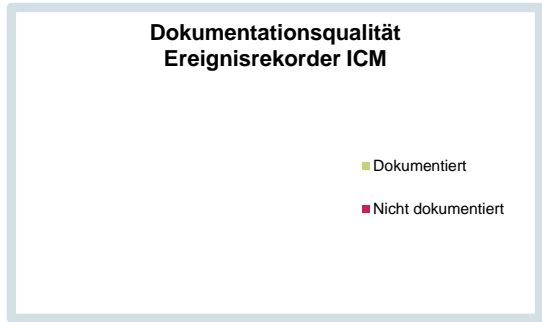 Dokumentationsqualität
Ereignisrekorder ICM
Dokumentiert
Nicht dokumentiert